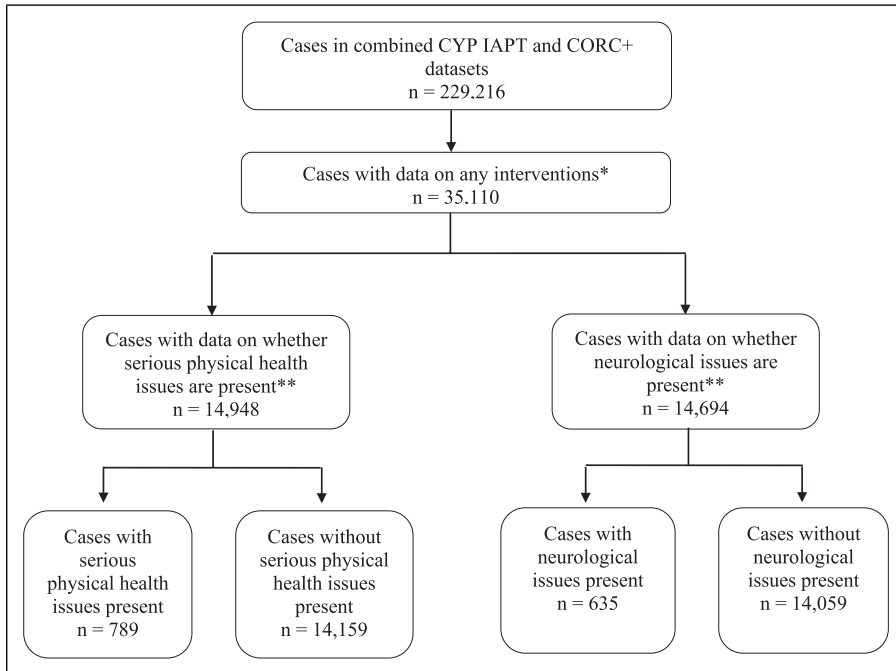 Cases in combined CYP IAPT and CORC+
datasets
n = 229,216
Cases with data on any interventions*
n = 35,110
Cases with data on whether
serious physical health
issues are present**
n = 14,948
Cases with data on whether
neurological issues are
present**
n = 14,694
Cases with
serious
physical health
issues present
n = 789
Cases without
serious physical
health issues
present
n = 14,159
Cases with
neurological
issues present
n = 635
Cases without
neurological
issues present
n = 14,059